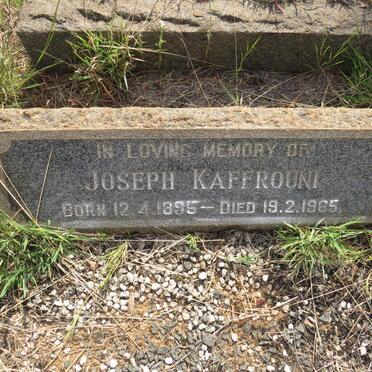 IN LOVING MEMORY OF
JOSEPH KAFFROUNI
BORN 12.4.1895 — DIED 19.2.1965